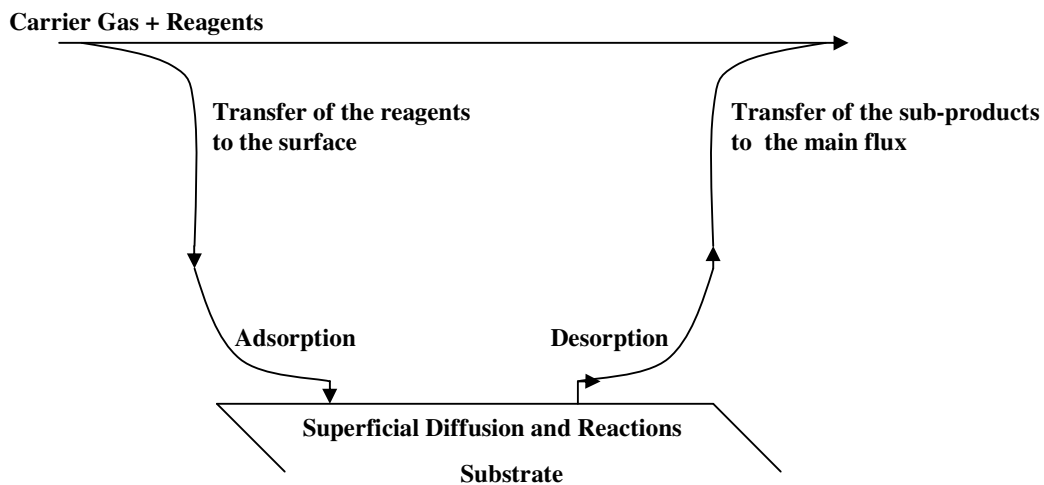 Carrier Gas + Reagents
Transfer of the reagents
to the surface
Transfer of the sub-products
to the main flux
Adsorption
Desorption
Superficial Diffusion and Reactions
Substrate